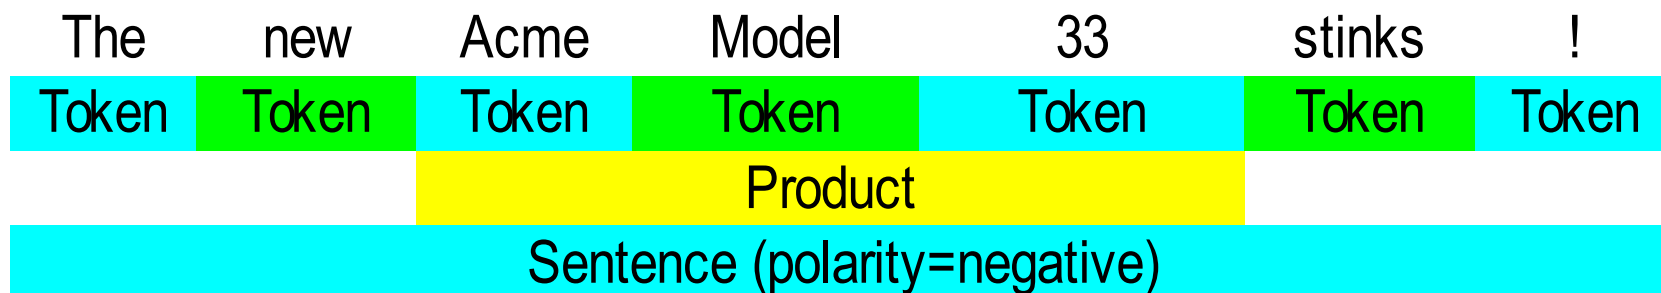 The new Acme Model 33 stinks !
Token Token Token Token Token Token Token
Product
Sentence (polarity=negative)